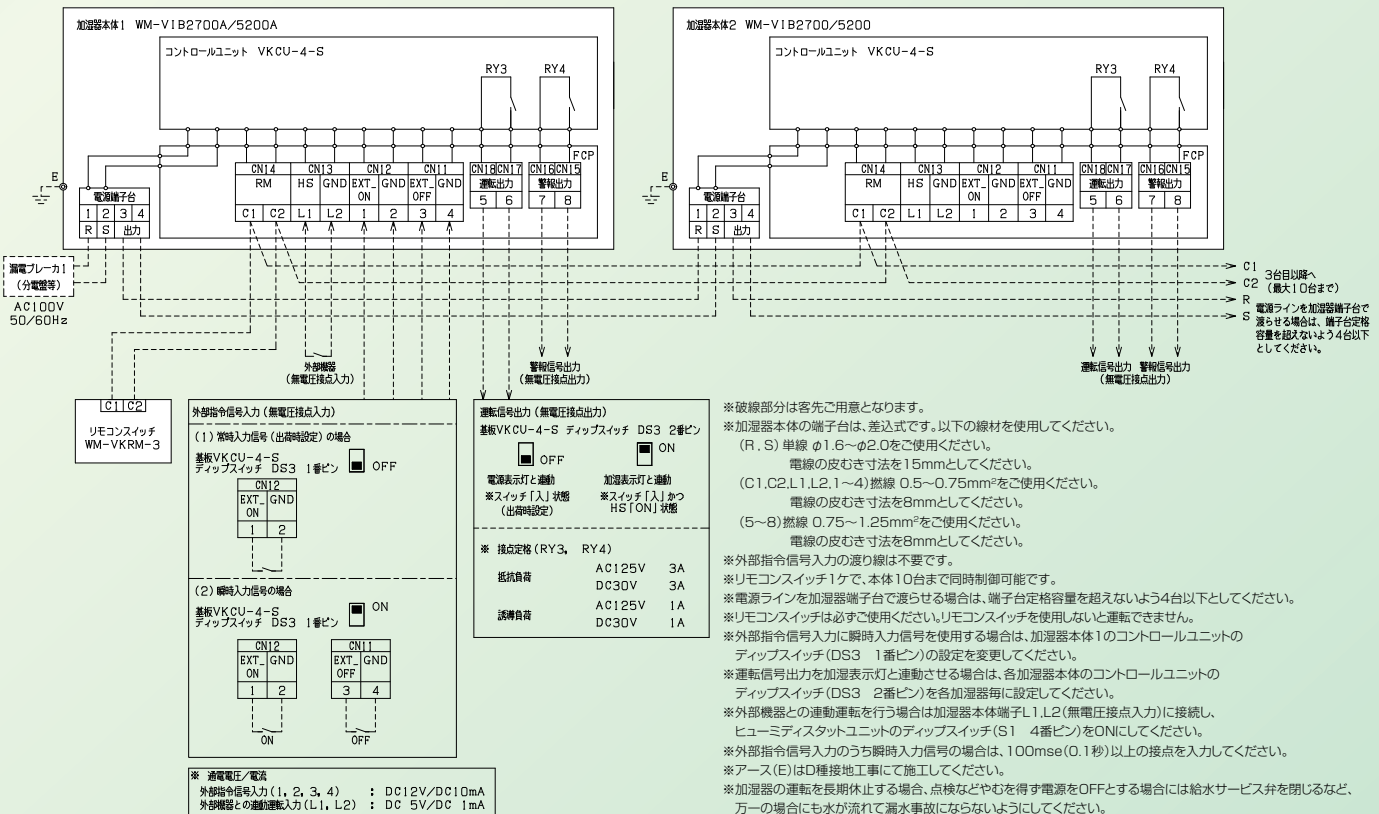 加湿器本体1 WM-VIB2700A/5200A
コントロールユニット VKCU-4-S
RY3 RY4
FCP
CN14 CN13 CN12 CN11 CN18 CN17 CN16 CN15
RM HS GND EXT_ON GND EXT_OFF GND 運転出力 警報出力
C1 C2 L1 L2 1 2 3 4 5 6 7 8
E
電源端子台
1 2 3 4
R S 出力
加湿器本体2 WM-VIB2700/5200
コントロールユニット VKCU-4-S
RY3 RY4
FCP
CN14 CN13 CN12 CN11 CN18 CN17 CN16 CN15
RM HS GND EXT_ON GND EXT_OFF GND 運転出力 警報出力
C1 C2 L1 L2 1 2 3 4 5 6 7 8
E
電源端子台
1 2 3 4
R S 出力
漏電ブレーカ1
(分電盤等)
AC100V
50/60Hz
C1
C2
3台目以降へ
(最大10台まで)
R
S
電源ラインを加湿器端子台で
渡らせる場合は、端子台定格
容量を超えないよう4台以下
としてください。
外部機器
(無電圧接点入力)
警報信号出力
(無電圧接点出力)
運転信号出力 警報信号出力
(無電圧接点出力)
C1 C2
リモコンスイッチ
WM-VKRM-3
外部指令信号入力(無電圧接点入力)
(1)常時入力信号(出荷時設定)の場合
基板VKCU-4-S
ディップスイッチ DS3 1番ピン OFF
CN12
EXT_ON GND
1 2
(2)瞬時入力信号の場合
基板VKCU-4-S
ディップスイッチ DS3 1番ピン ON
CN12 CN11
EXT_ON GND EXT_OFF GND
1 2 3 4
ON OFF
運転信号出力(無電圧接点出力)
基板VKCU-4-S ディップスイッチ DS3 2番ピン
OFF ON
電源表示灯と連動 加湿表示灯と連動
※スイッチ「入」状態 ※スイッチ「入」かつ
(出荷時設定) HS「ON」状態
※ 接点定格(RY3, RY4)
抵抗負荷 AC125V 3A
DC30V 3A
誘導負荷 AC125V 1A
DC30V 1A
※ 通電電圧/電流
外部指令信号入力(1, 2, 3, 4) : DC12V/DC10mA
外部機器との連動運転入力(L1, L2) : DC 5V/DC 1mA
※破線部分は客先ご用意となります。
※加湿器本体の端子台は、差込式です。以下の線材を使用してください。
(R, S)単線 φ1.6～φ2.0をご使用ください。
電線の皮むき寸法を15mmとしてください。
(C1,C2,L1,L2,1～4)撚線 0.5～0.75mm²をご使用ください。
電線の皮むき寸法を8mmとしてください。
(5～8)撚線 0.75～1.25mm²をご使用ください。
電線の皮むき寸法を8mmとしてください。
※外部指令信号入力の渡り線は不要です。
※リモコンスイッチ1ケで、本体10台まで同時制御可能です。
※電源ラインを加湿器端子台で渡らせる場合は、端子台定格容量を超えないよう4台以下としてください。
※リモコンスイッチは必ずご使用ください。リモコンスイッチを使用しないと運転できません。
※外部指令信号入力に瞬時入力信号を使用する場合は、加湿器本体1のコントロールユニットの
ディップスイッチ(DS3 1番ピン)の設定を変更してください。
※運転信号出力を加湿表示灯と連動させる場合は、各加湿器本体のコントロールユニットの
ディップスイッチ(DS3 2番ピン)を各加湿器毎に設定してください。
※外部機器との連動運転を行う場合は加湿器本体端子L1,L2(無電圧接点入力)に接続し、
ヒューミディスタットユニットのディップスイッチ(S1 4番ピン)をONにしてください。
※外部指令信号入力のうち瞬時入力信号の場合は、100mse(0.1秒)以上の接点を入力してください。
※アース(E)はD種接地工事にて施工してください。
※加湿器の運転を長期休止する場合、点検などやむを得ず電源をOFFとする場合には給水サービス弁を閉じるなど、
万一の場合にも水が流れて漏水事故にならないようにしてください。